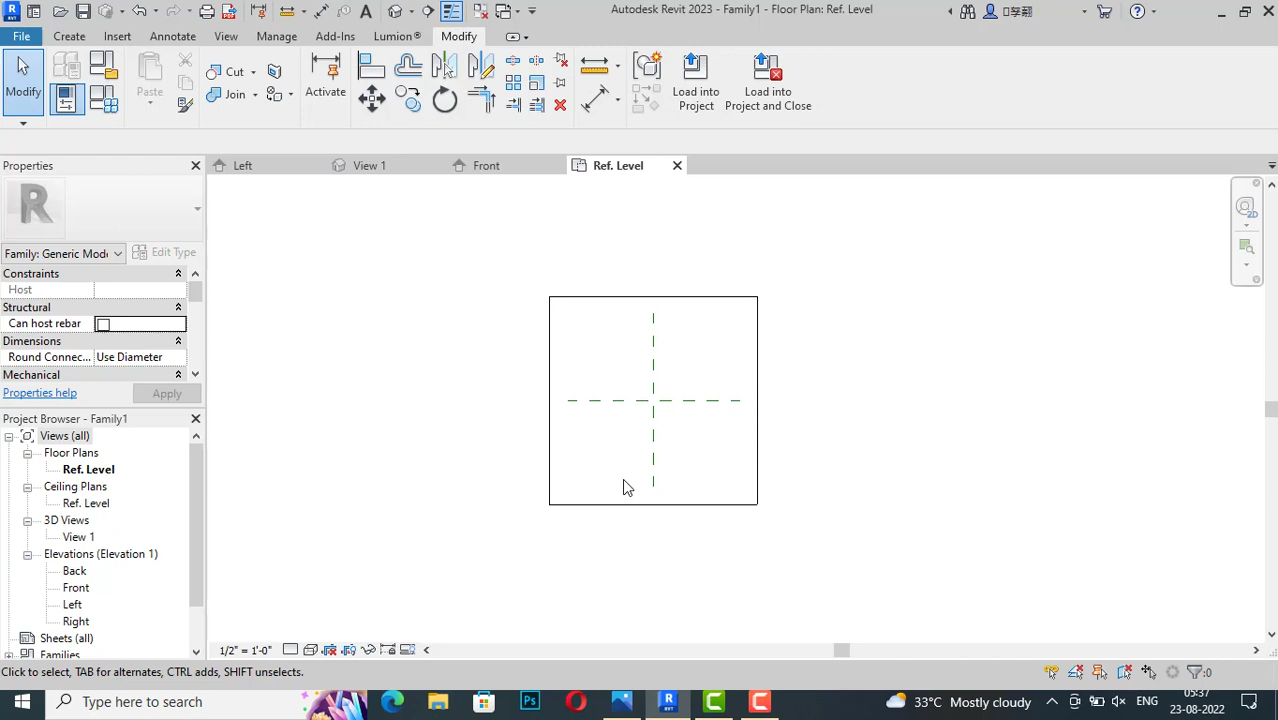 Autodesk Revit 2023 - Family1 - Floor Plan: Ref. Level
File
Create
Insert
Annotate
View
Manage
Add-Ins
Lumion®
Modify
Modify
Paste
Cut
Join
Activate
Load into
Project
Load into
Project and Close
Properties
Left
View 1
Front
Ref. Level
R
Family: Generic Mode
Edit Type
Constraints
Host
Structural
Can host rebar
Dimensions
Round Connec...
Use Diameter
Mechanical
Properties help
Apply
Project Browser - Family1
Views (all)
Floor Plans
Ref. Level
Ceiling Plans
Ref. Level
3D Views
View 1
Elevations (Elevation 1)
Back
Front
Left
Right
Sheets (all)
Families
2D
1/2" = 1'-0"
Click to select, TAB for alternates, CTRL adds, SHIFT unselects.
:0
Type here to search
33°C Mostly cloudy
ENG
05:37
23-08-2022